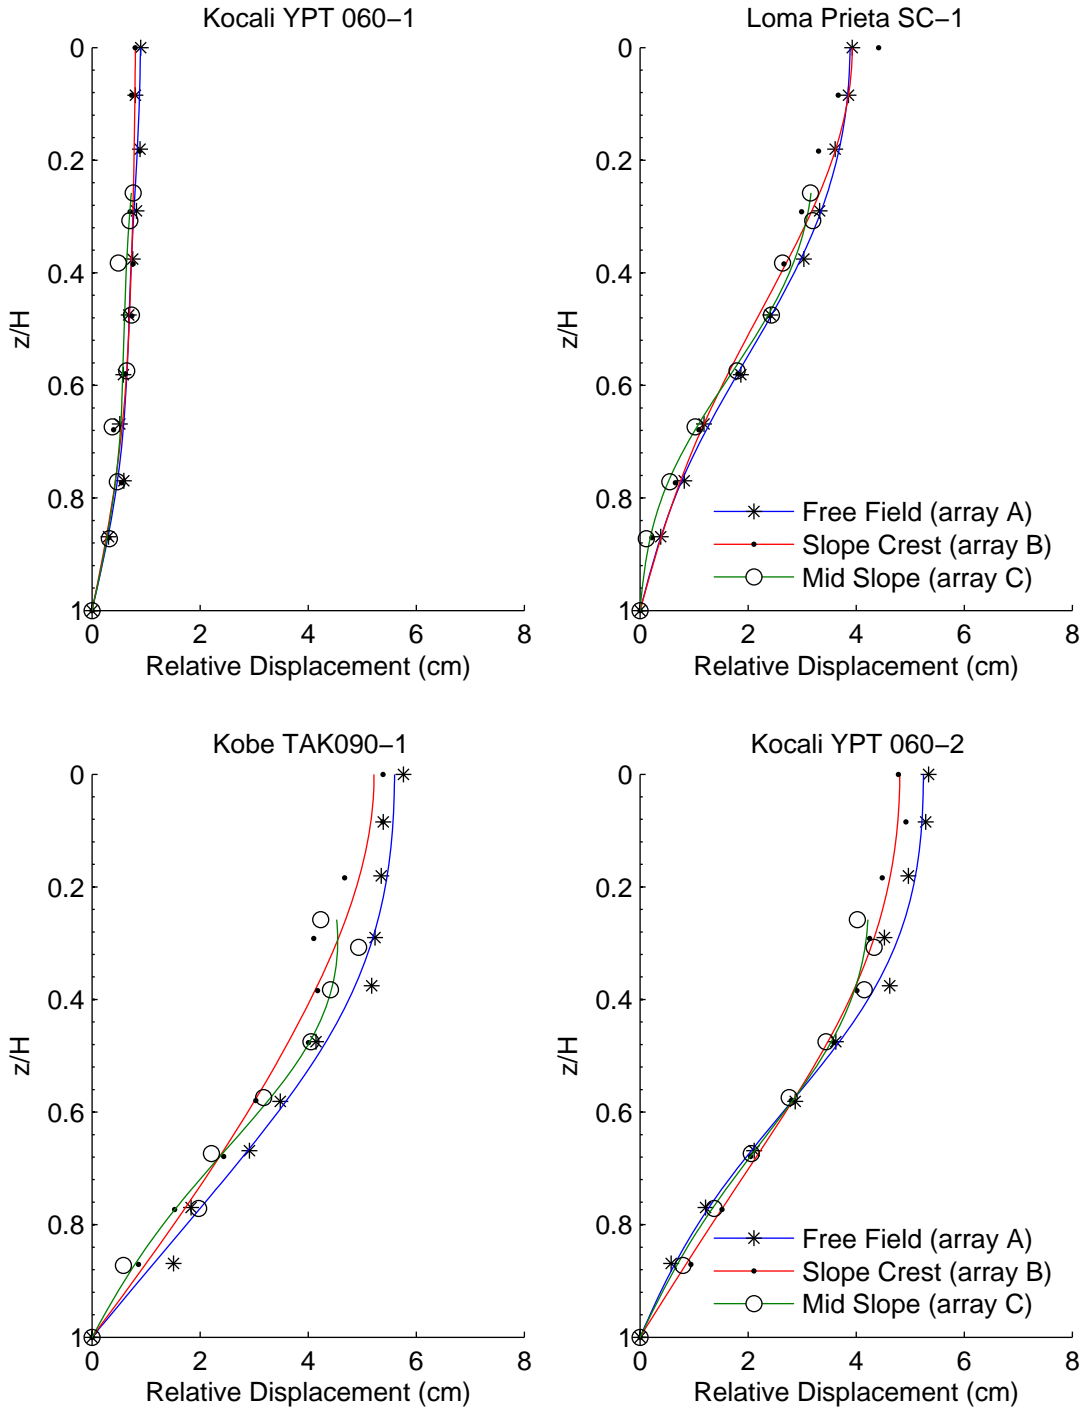 Kocali YPT 060−1
0
0.2
0.4
0.6
0.8
1
z/H
0 2 4 6 8
Relative Displacement (cm)
Loma Prieta SC−1
0
0.2
0.4
0.6
0.8
1
z/H
Free Field (array A)
Slope Crest (array B)
Mid Slope (array C)
0 2 4 6 8
Relative Displacement (cm)
Kobe TAK090−1
0
0.2
0.4
0.6
0.8
1
z/H
0 2 4 6 8
Relative Displacement (cm)
Kocali YPT 060−2
0
0.2
0.4
0.6
0.8
1
z/H
Free Field (array A)
Slope Crest (array B)
Mid Slope (array C)
0 2 4 6 8
Relative Displacement (cm)